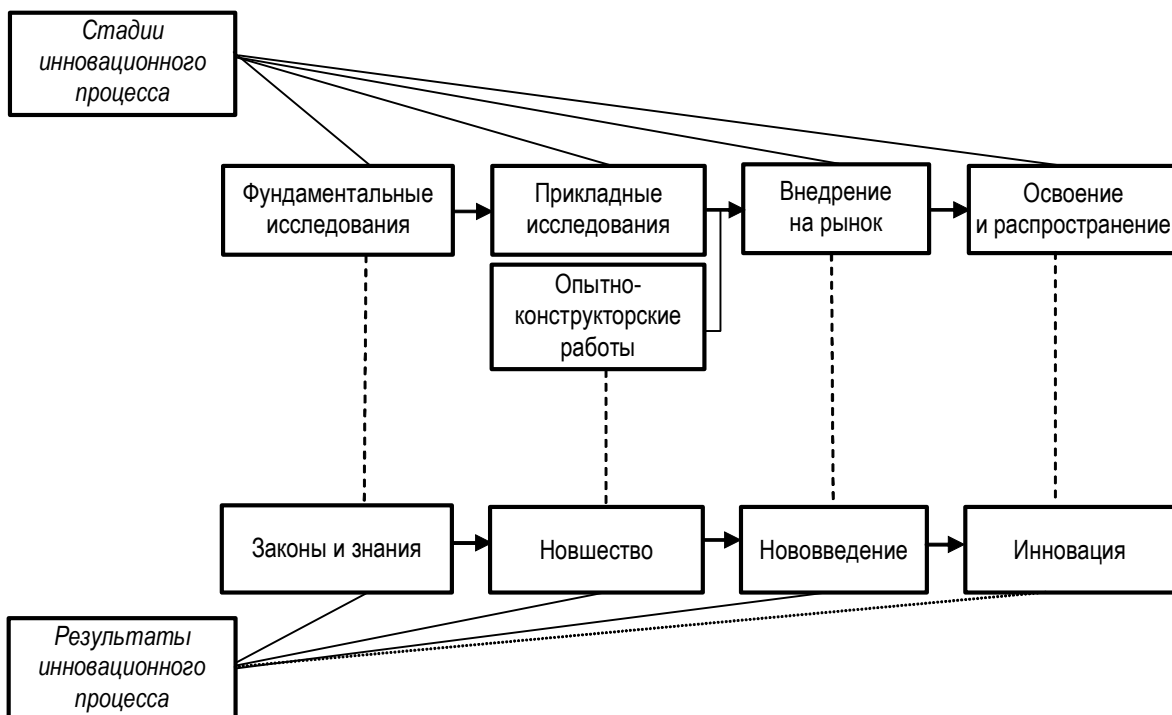 Стадии
инновационного
процесса
Фундаментальные
исследования
Прикладные
исследования
Внедрение
на рынок
Освоение
и распространение
Опытно-
конструкторские
работы
Законы и знания
Новшество
Нововведение
Инновация
Результаты
инновационного
процесса